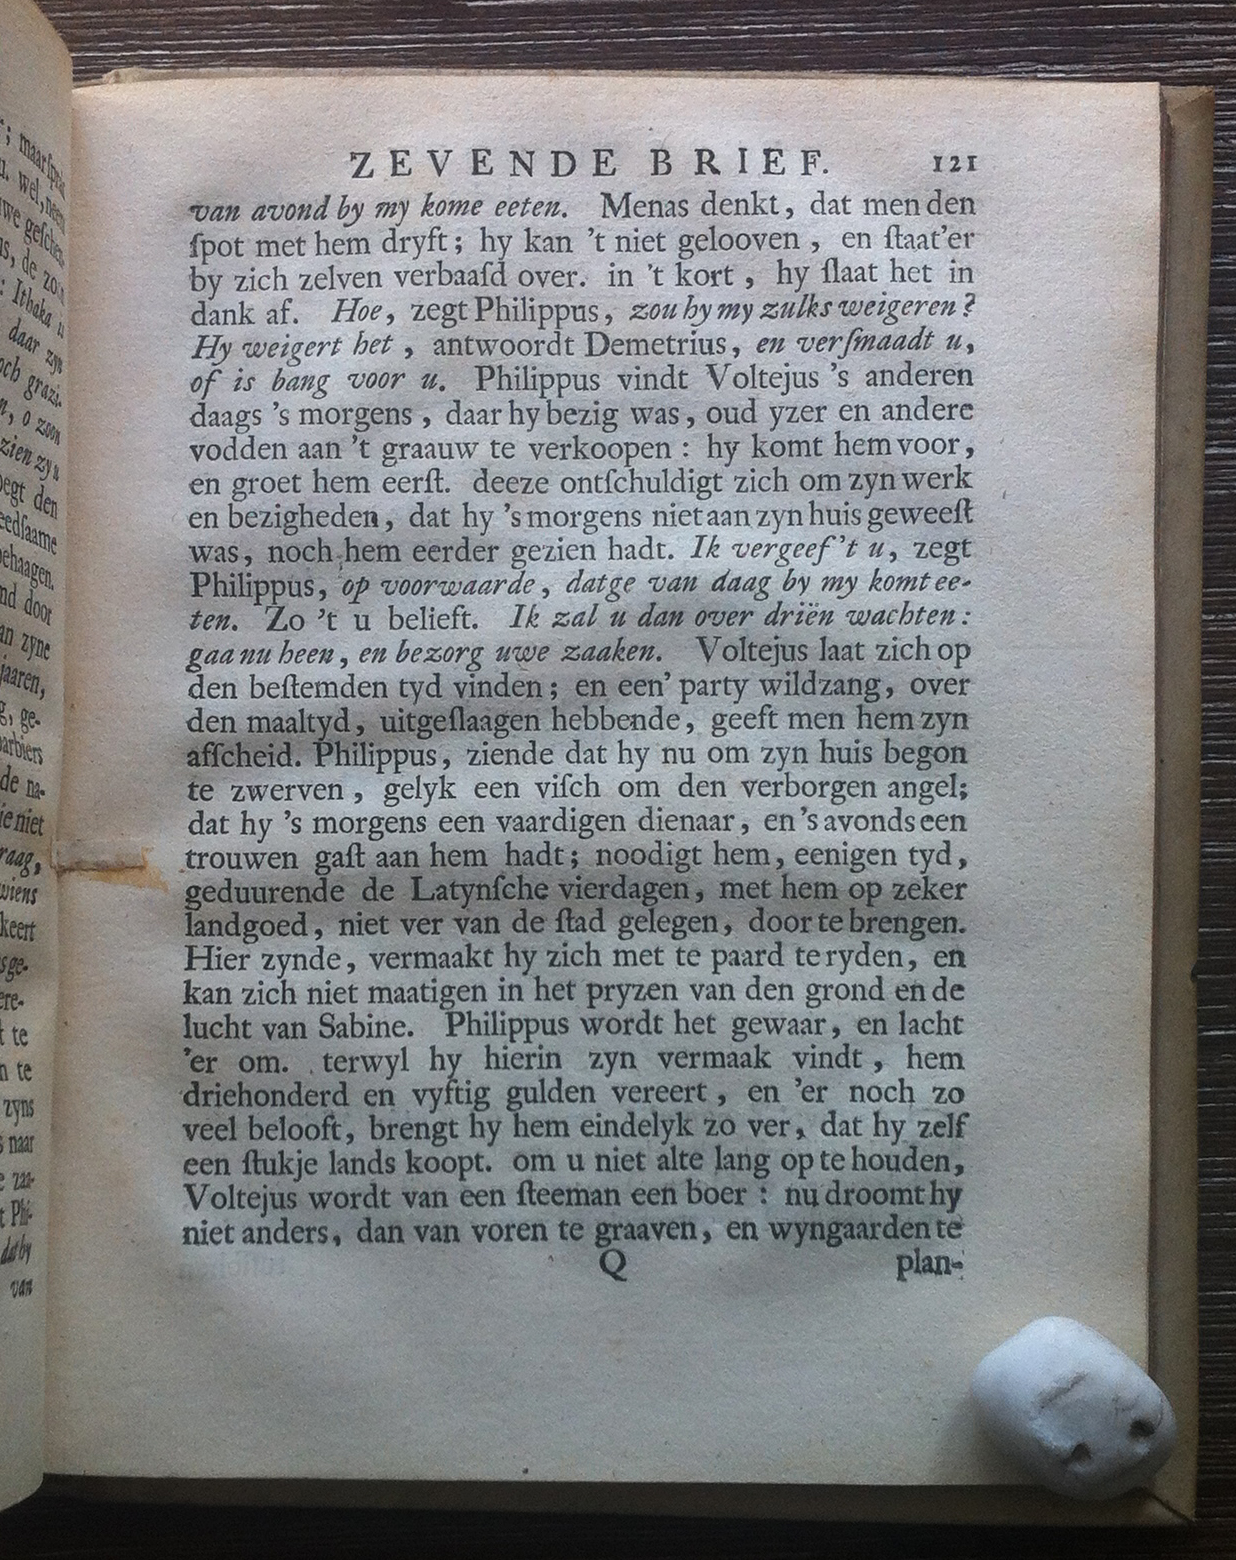 ZEVENDE BRIEF. 121
van avond by my kome eeten. Menas denkt, dat men den
ſpot met hem dryft; hy kan 't niet gelooven, en ſtaat'er
by zich zelven verbaaſd over. in 't kort, hy ſlaat het in
dank af. Hoe, zegt Philippus, zou hy my zulks weigeren?
Hy weigert het, antwoordt Demetrius, en verſmaadt u,
of is bang voor u. Philippus vindt Voltejus 's anderen
daags 's morgens, daar hy bezig was, oud yzer en andere
vodden aan 't graauw te verkoopen: hy komt hem voor,
en groet hem eerſt. deeze ontſchuldigt zich om zyn werk
en bezigheden, dat hy 's morgens niet aan zyn huis geweeſt
was, noch hem eerder gezien hadt. Ik vergeef't u, zegt
Philippus, op voorwaarde, datge van daag by my komt ee-
ten. Zo 't u belieft. Ik zal u dan over driën wachten:
gaa nu heen, en bezorg uwe zaaken. Voltejus laat zich op
den beſtemden tyd vinden; en een' party wildzang, over
den maaltyd, uitgeſlaagen hebbende, geeft men hem zyn
afſcheid. Philippus, ziende dat hy nu om zyn huis begon
te zwerven, gelyk een viſch om den verborgen angel;
dat hy 's morgens een vaardigen dienaar, en 's avonds een
trouwen gaſt aan hem hadt; noodigt hem, eenigen tyd,
geduurende de Latynſche vierdagen, met hem op zeker
landgoed, niet ver van de ſtad gelegen, door te brengen.
Hier zynde, vermaakt hy zich met te paard te ryden, en
kan zich niet maatigen in het pryzen van den grond en de
lucht van Sabine. Philippus wordt het gewaar, en lacht
'er om. terwyl hy hierin zyn vermaak vindt, hem
driehonderd en vyftig gulden vereert, en 'er noch zo
veel belooft, brengt hy hem eindelyk zo ver, dat hy zelf
een ſtukje lands koopt. om u niet alte lang op te houden,
Voltejus wordt van een ſteeman een boer: nu droomt hy
niet anders, dan van voren te graaven, en wyngaarden te
Q plan-